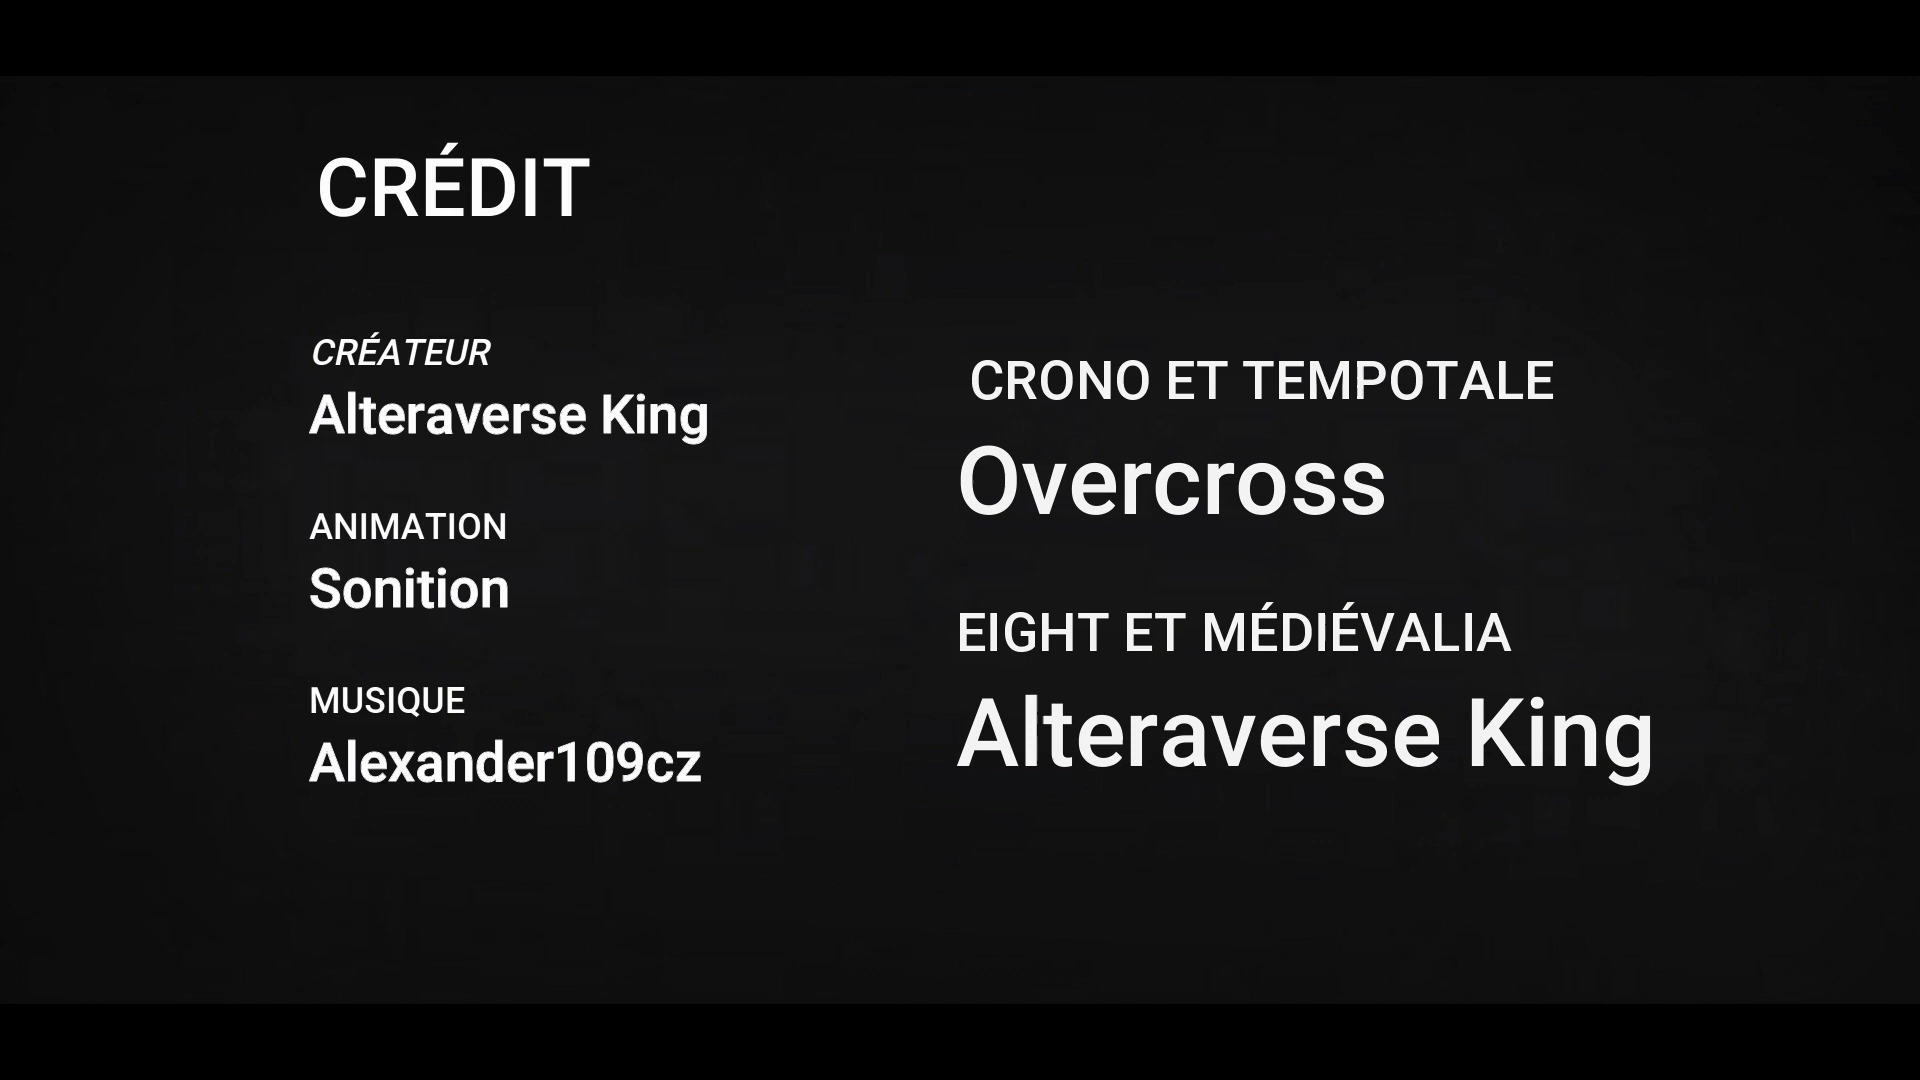 CRÉDIT
CRÉATEUR
Alteraverse King
ANIMATION
Sonition
MUSIQUE
Alexander109cz
CRONO ET TEMPOTALE
Overcross
EIGHT ET MÉDIÉVALIA
Alteraverse King